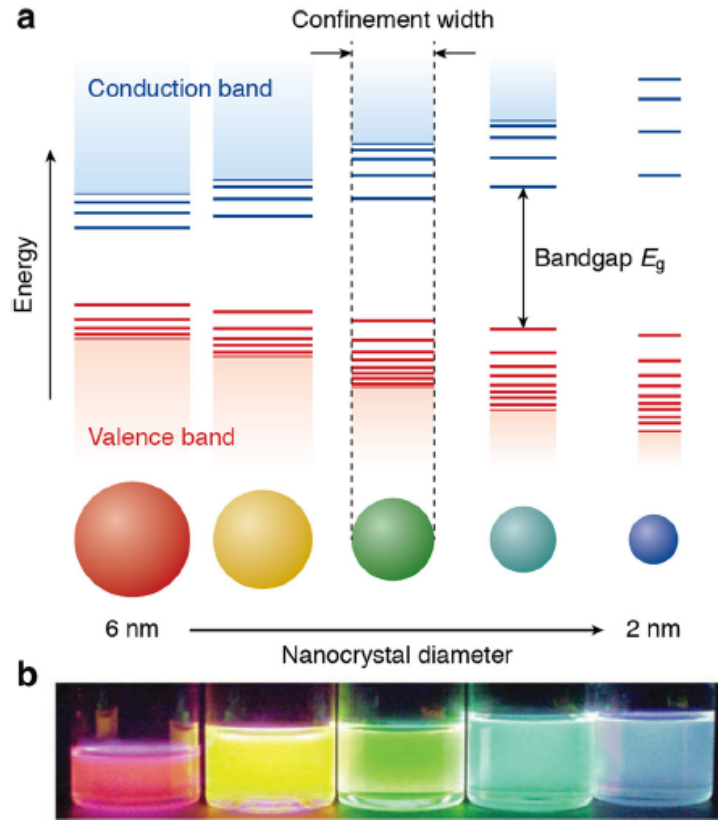 a
Confinement width
Conduction band
Energy
Bandgap Eg
Valence band
6 nm
2 nm
Nanocrystal diameter
b